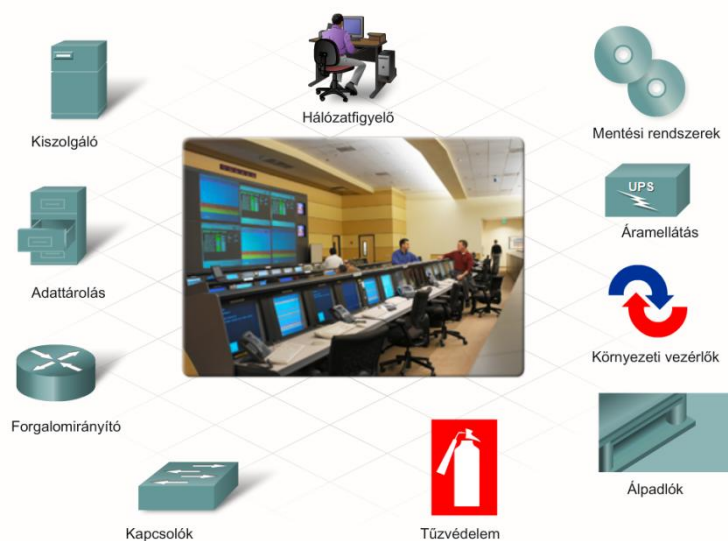 Hálózatfigyelő
Kiszolgáló
Mentési rendszerek
UPS
Áramellátás
Adattárolás
Környezeti vezérlők
Forgalomirányító
Álpadlók
Kapcsolók
Tűzvédelem